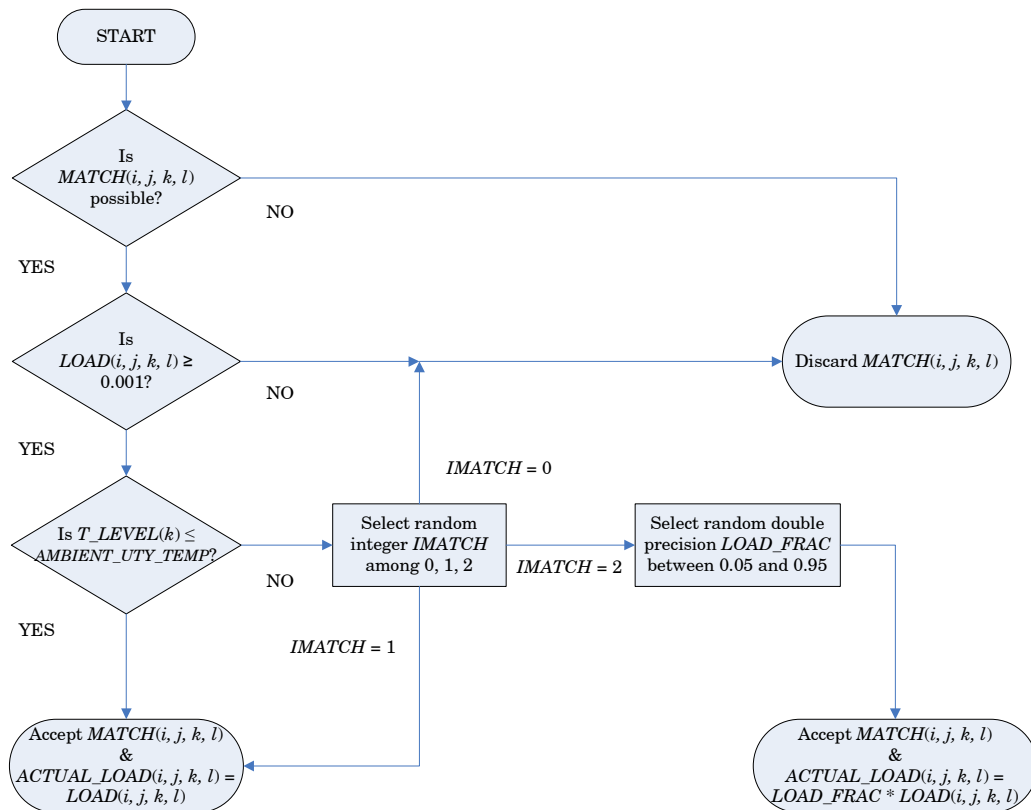 START
Is
MATCH(i, j, k, l)
possible?
NO
YES
Is
LOAD(i, j, k, l) ≥
0.001?
NO
Discard MATCH(i, j, k, l)
YES
IMATCH = 0
Is T_LEVEL(k) ≤
AMBIENT_UTY_TEMP?
NO
Select random
integer IMATCH
among 0, 1, 2
IMATCH = 2
Select random double
precision LOAD_FRAC
between 0.05 and 0.95
YES
IMATCH = 1
Accept MATCH(i, j, k, l)
&
ACTUAL_LOAD(i, j, k, l) =
LOAD(i, j, k, l)
Accept MATCH(i, j, k, l)
&
ACTUAL_LOAD(i, j, k, l) =
LOAD_FRAC * LOAD(i, j, k, l)